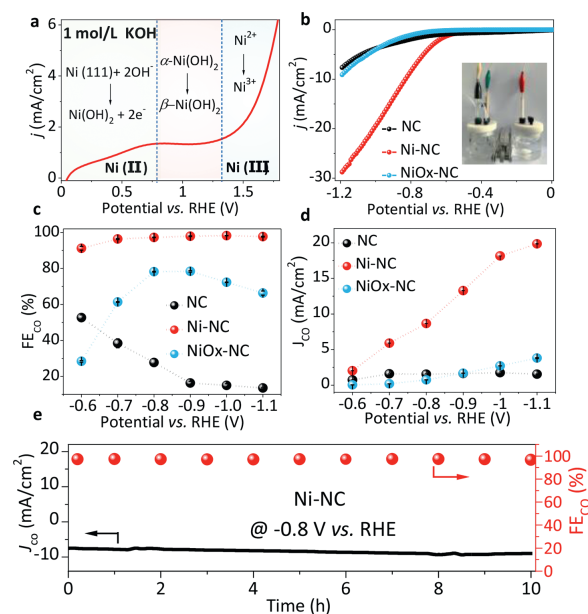 a
1 mol/L KOH
Ni (111)+ 2OH⁻
Ni(OH)₂ + 2e⁻
α-Ni(OH)₂
β–Ni(OH)₂
Ni²⁺
Ni³⁺
Ni (II)
Ni (III)
6
4
2
0
j (mA/cm²)
0.0 0.5 1.0 1.5
Potential vs. RHE (V)
b
0
-10
-20
-30
j (mA/cm²)
NC
Ni-NC
NiOx-NC
-1.2 -0.8 -0.4 0
Potential vs. RHE (V)
c
100
80
60
40
20
FE_CO (%)
NC
Ni-NC
NiOx-NC
-0.6 -0.7 -0.8 -0.9 -1.0 -1.1
Potential vs. RHE (V)
d
20
15
10
5
0
J_CO (mA/cm²)
NC
Ni-NC
NiOx-NC
-0.6 -0.7 -0.8 -0.9 -1 -1.1
Potential vs. RHE (V)
e
20
10
0
-10
J_CO (mA/cm²)
Ni-NC
@ -0.8 V vs. RHE
100
80
60
40
20
0
FE_CO (%)
0 2 4 6 8 10
Time (h)